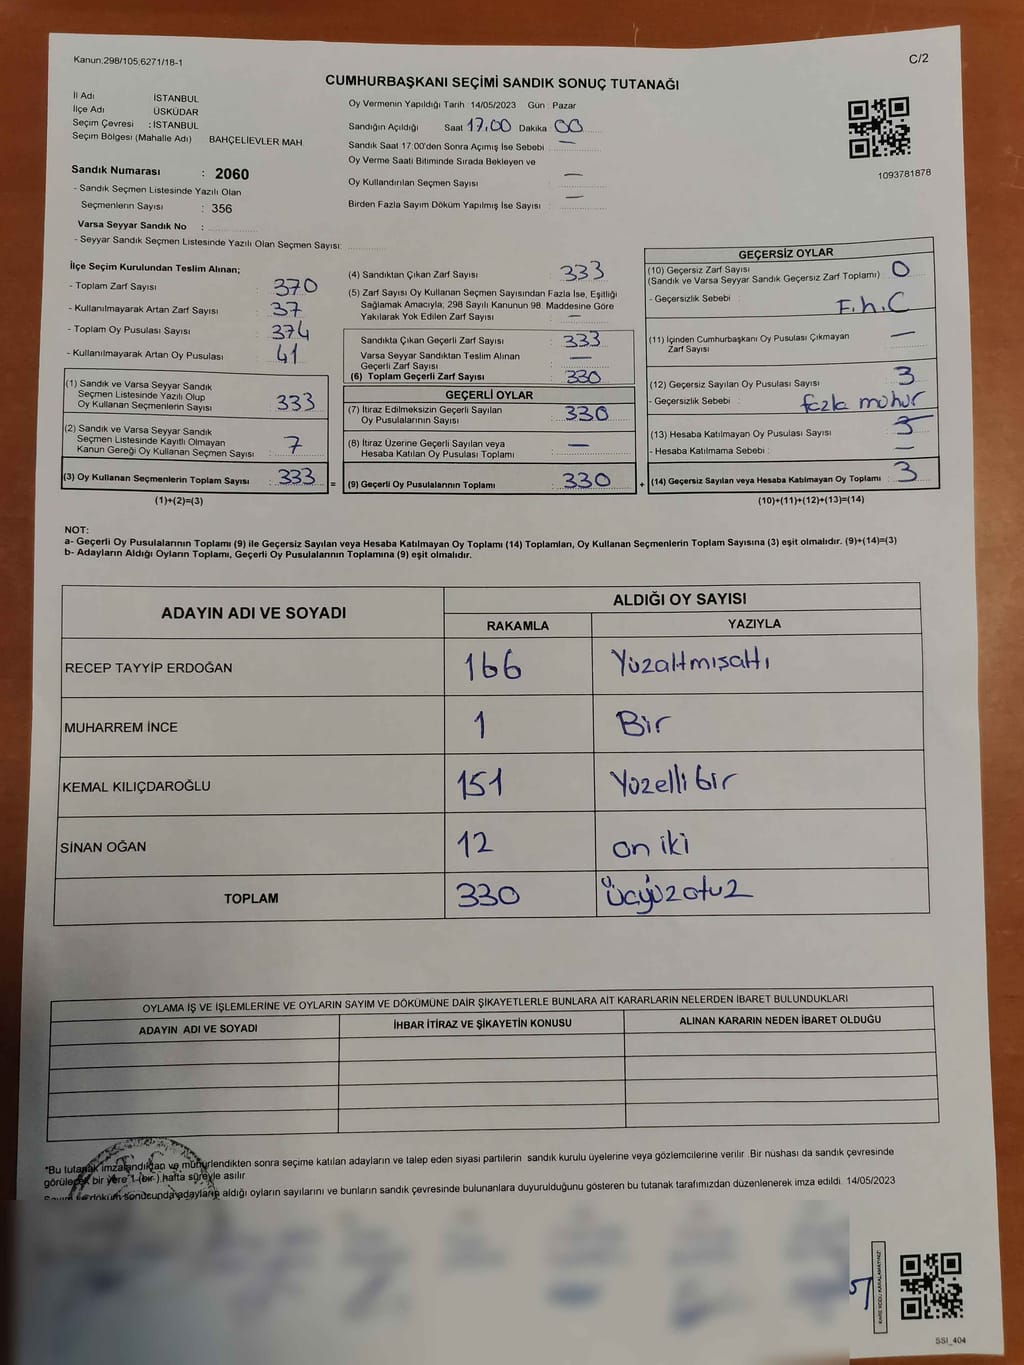 Kanun.298/105,6271/18-1
C/2
CUMHURBAŞKANI SEÇİMİ SANDIK SONUÇ TUTANAĞI
İl Adı İSTANBUL
İlçe Adı ÜSKÜDAR
Seçim Çevresi : İSTANBUL
Seçim Bölgesi (Mahalle Adı) BAHÇELİEVLER MAH
Sandık Numarası : 2060
- Sandık Seçmen Listesinde Yazılı Olan
Seçmenlerin Sayısı : 356
Varsa Seyyar Sandık No :
- Seyyar Sandık Seçmen Listesinde Yazılı Olan Seçmen Sayısı:
Oy Vermenin Yapıldığı Tarih : 14/05/2023 Gün : Pazar
Sandığın Açıldığı Saat 17.00 Dakika 00
Sandık Saat 17:00'den Sonra Açımış İse Sebebi : —
Oy Verme Saati Bitiminde Sırada Bekleyen ve
Oy Kullandırılan Seçmen Sayısı : —
Birden Fazla Sayım Döküm Yapılmış İse Sayısı : —
1093781878
İlçe Seçim Kurulundan Teslim Alınan;
- Toplam Zarf Sayısı : 370
- Kullanılmayarak Artan Zarf Sayısı : 37
- Toplam Oy Pusulası Sayısı : 374
- Kullanılmayarak Artan Oy Pusulası : 41
(1) Sandık ve Varsa Seyyar Sandık
Seçmen Listesinde Yazılı Olup
Oy Kullanan Seçmenlerin Sayısı : 333
(2) Sandık ve Varsa Seyyar Sandık
Seçmen Listesinde Kayıtlı Olmayan
Kanun Gereği Oy Kullanan Seçmen Sayısı : 7
(3) Oy Kullanan Seçmenlerin Toplam Sayısı : 333 =
(1)+(2)=(3)
(4) Sandıktan Çıkan Zarf Sayısı : 333
(5) Zarf Sayısı Oy Kullanan Seçmen Sayısından Fazla İse, Eşitliği
Sağlamak Amacıyla; 298 Sayılı Kanunun 98. Maddesine Göre
Yakılarak Yok Edilen Zarf Sayısı : —
Sandıkta Çıkan Geçerli Zarf Sayısı : 333
Varsa Seyyar Sandıktan Teslim Alınan
Geçerli Zarf Sayısı : —
(6) Toplam Geçerli Zarf Sayısı : 330
GEÇERLİ OYLAR
(7) İtiraz Edilmeksizin Geçerli Sayılan
Oy Pusulalarının Sayısı : 330
(8) İtiraz Üzerine Geçerli Sayılan veya
Hesaba Katılan Oy Pusulası Toplamı : —
(9) Geçerli Oy Pusulalarının Toplamı : 330 +
GEÇERSİZ OYLAR
(10) Geçersiz Zarf Sayısı
(Sandık ve Varsa Seyyar Sandık Geçersiz Zarf Toplamı) : 0
- Geçersizlik Sebebi : F.h.C
(11) İçinden Cumhurbaşkanı Oy Pusulası Çıkmayan
Zarf Sayısı : —
(12) Geçersiz Sayılan Oy Pusulası Sayısı : 3
- Geçersizlik Sebebi : fazla mühür
(13) Hesaba Katılmayan Oy Pusulası Sayısı :
- Hesaba Katılmama Sebebi : —
(14) Geçersiz Sayılan veya Hesaba Katılmayan Oy Toplamı : 3
(10)+(11)+(12)+(13)=(14)
NOT:
a- Geçerli Oy Pusulalarının Toplamı (9) ile Geçersiz Sayılan veya Hesaba Katılmayan Oy Toplamı (14) Toplamları, Oy Kullanan Seçmenlerin Toplam Sayısına (3) eşit olmalıdır. (9)+(14)=(3)
b- Adayların Aldığı Oyların Toplamı, Geçerli Oy Pusulalarının Toplamına (9) eşit olmalıdır.
ADAYIN ADI VE SOYADI ALDIĞI OY SAYISI
RAKAMLA YAZIYLA
RECEP TAYYİP ERDOĞAN 166 Yüzaltmışaltı
MUHARREM İNCE 1 Bir
KEMAL KILIÇDAROĞLU 151 Yüzelli bir
SİNAN OĞAN 12 on iki
TOPLAM 330 Üçyüzotuz
OYLAMA İŞ VE İŞLEMLERİNE VE OYLARIN SAYIM VE DÖKÜMÜNE DAİR ŞİKAYETLERLE BUNLARA AİT KARARLARIN NELERDEN İBARET BULUNDUKLARI
ADAYIN ADI VE SOYADI İHBAR İTİRAZ VE ŞİKAYETİN KONUSU ALINAN KARARIN NEDEN İBARET OLDUĞU
*Bu tutanak imzalandıktan ve mühürlendikten sonra seçime katılan adayların ve talep eden siyasi partilerin sandık kurulu üyelerine veya gözlemcilerine verilir .Bir nüshası da sandık çevresinde
görülecek bir yere 1 (bir ) hafta süreyle asılır
Sayım ve döküm sonucunda adayların aldığı oyların sayılarını ve bunların sandık çevresinde bulunanlara duyurulduğunu gösteren bu tutanak tarafımızdan düzenlenerek imza edildi. 14/05/2023
KARE KODU KARALAMAYINIZ!
SSI_404